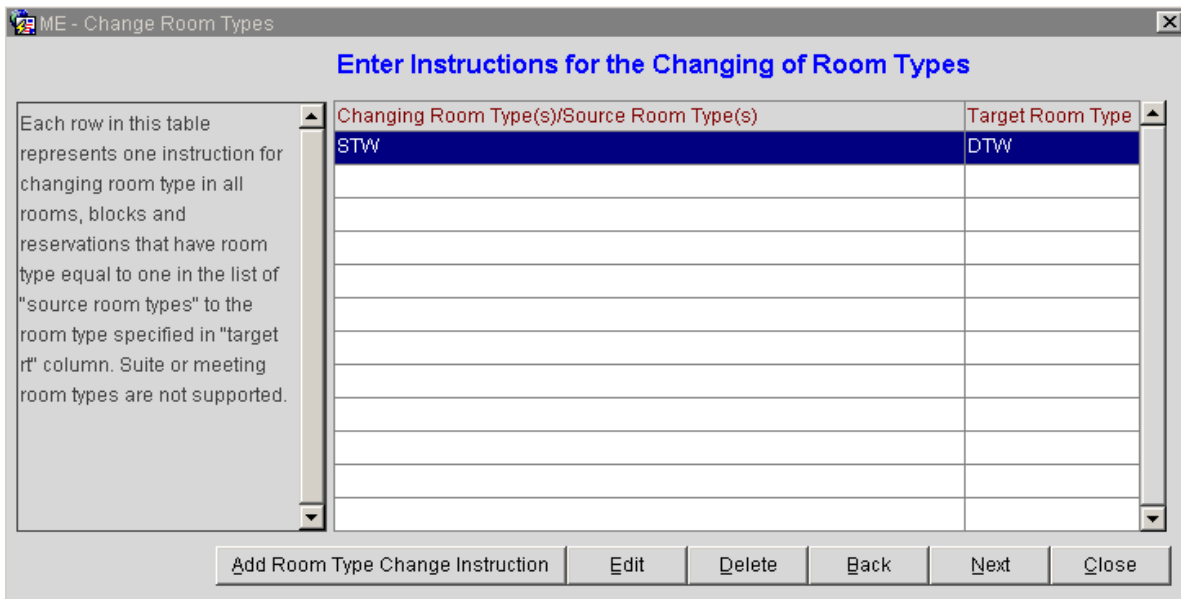 ME - Change Room Types
Enter Instructions for the Changing of Room Types
Each row in this table
represents one instruction for
changing room type in all
rooms, blocks and
reservations that have room
type equal to one in the list of
"source room types" to the
room type specified in "target
rt" column. Suite or meeting
room types are not supported.
Changing Room Type(s)/Source Room Type(s) Target Room Type
STW DTW
Add Room Type Change Instruction Edit Delete Back Next Close